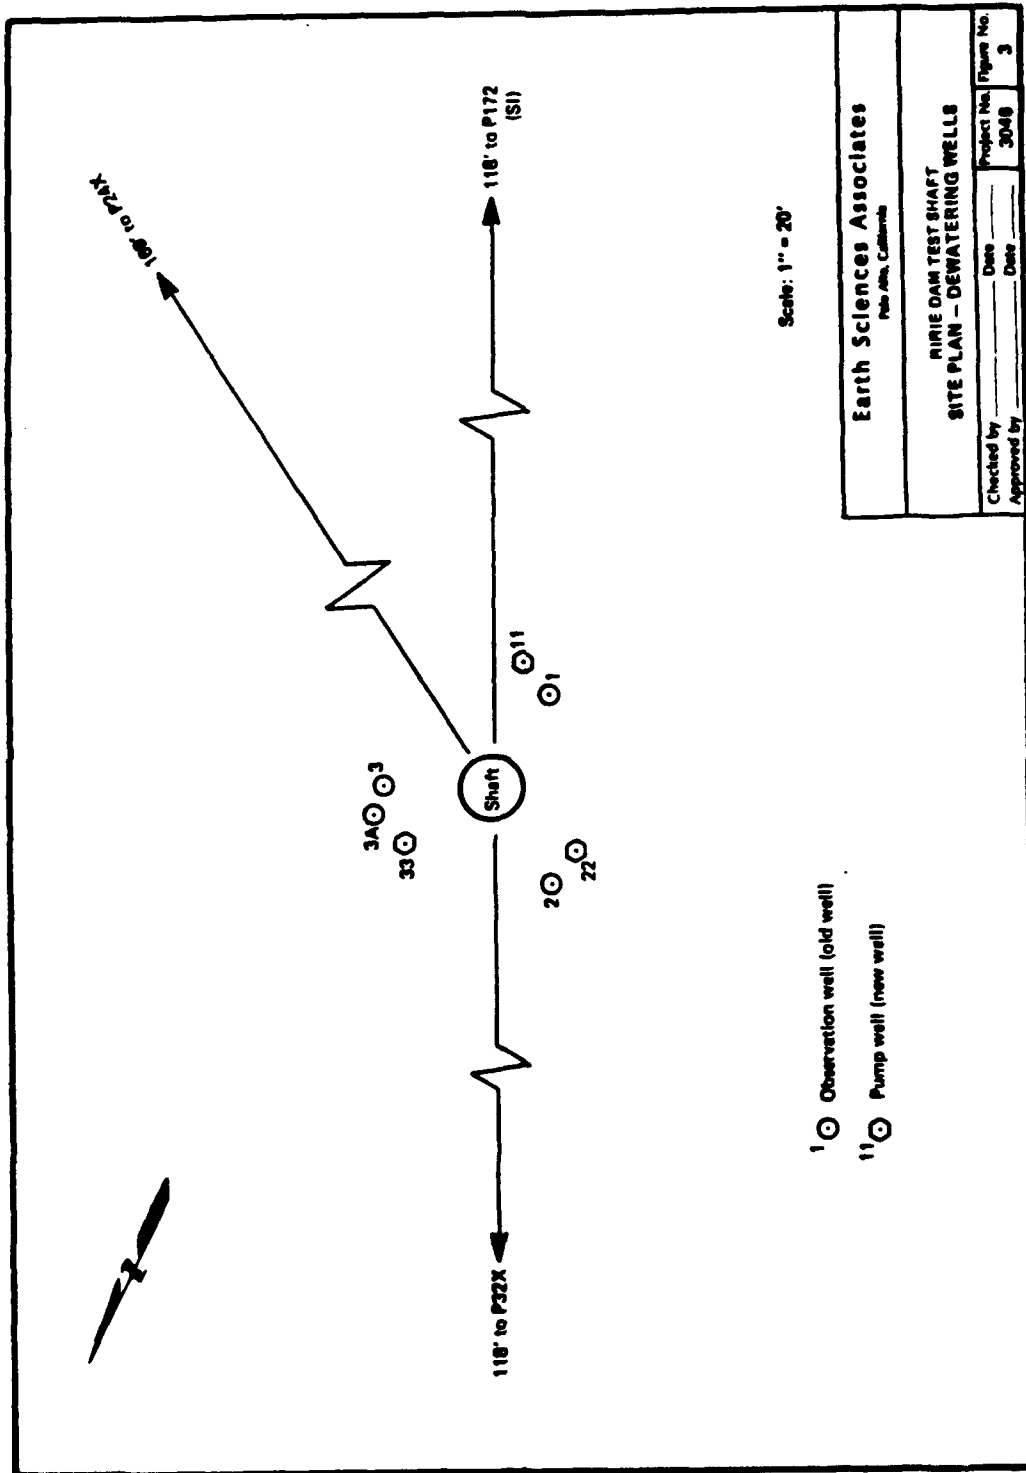 to P24X
118' to P172
(SI)
3A
3
33
Shaft
11
1
2
22
118' to P32X
1 Observation well (old well)
11 Pump well (new well)
Scale: 1" = 20'
Earth Sciences Associates
Palo Alto, California
RIRIE DAM TEST SHAFT
SITE PLAN – DEWATERING WELLS
Checked by Date
Approved by Date
Project No.
3048
Figure No.
3
N